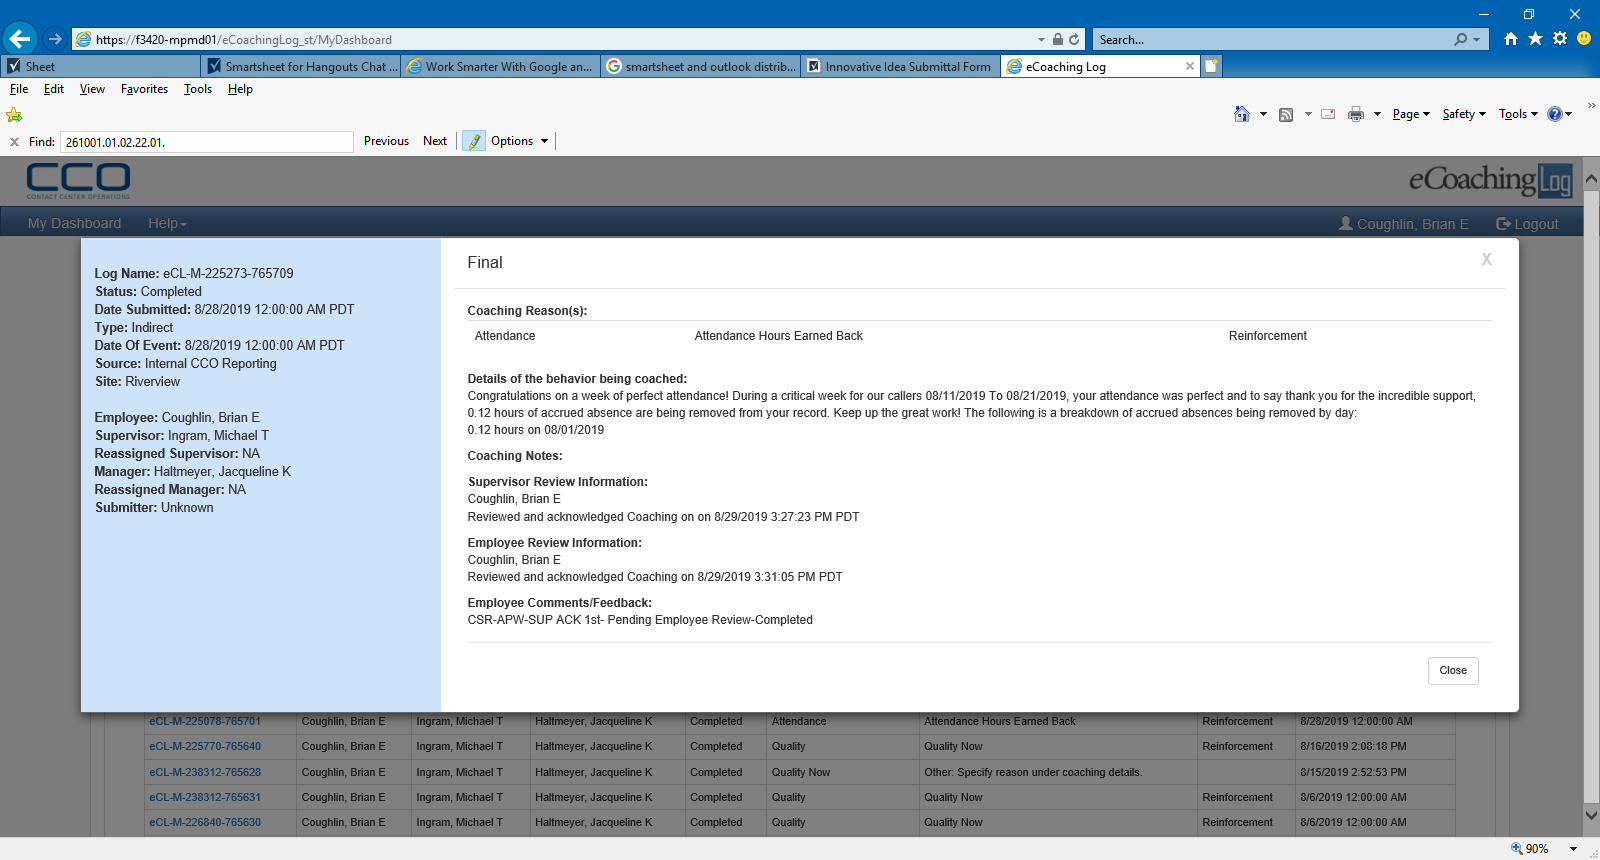 https://f3420-mpmd01/eCoachingLog_st/MyDashboard
Search...
Sheet
Smartsheet for Hangouts Chat ...
Work Smarter With Google an...
smartsheet and outlook distrib...
Innovative Idea Submittal Form
eCoaching Log
File Edit View Favorites Tools Help
Page Safety Tools
Find: 261001.01.02.22.01. Previous Next Options
CCO
CONTACT CENTER OPERATIONS
eCoaching Log
My Dashboard Help Coughlin, Brian E Logout
Log Name: eCL-M-225273-765709
Status: Completed
Date Submitted: 8/28/2019 12:00:00 AM PDT
Type: Indirect
Date Of Event: 8/28/2019 12:00:00 AM PDT
Source: Internal CCO Reporting
Site: Riverview
Employee: Coughlin, Brian E
Supervisor: Ingram, Michael T
Reassigned Supervisor: NA
Manager: Haltmeyer, Jacqueline K
Reassigned Manager: NA
Submitter: Unknown
Final X
Coaching Reason(s):
Attendance Attendance Hours Earned Back Reinforcement
Details of the behavior being coached:
Congratulations on a week of perfect attendance! During a critical week for our callers 08/11/2019 To 08/21/2019, your attendance was perfect and to say thank you for the incredible support,
0.12 hours of accrued absence are being removed from your record. Keep up the great work! The following is a breakdown of accrued absences being removed by day:
0.12 hours on 08/01/2019
Coaching Notes:
Supervisor Review Information:
Coughlin, Brian E
Reviewed and acknowledged Coaching on on 8/29/2019 3:27:23 PM PDT
Employee Review Information:
Coughlin, Brian E
Reviewed and acknowledged Coaching on 8/29/2019 3:31:05 PM PDT
Employee Comments/Feedback:
CSR-APW-SUP ACK 1st- Pending Employee Review-Completed
Close
eCL-M-225078-765701 Coughlin, Brian E Ingram, Michael T Haltmeyer, Jacqueline K Completed Attendance Attendance Hours Earned Back Reinforcement 8/28/2019 12:00:00 AM
eCL-M-225770-765640 Coughlin, Brian E Ingram, Michael T Haltmeyer, Jacqueline K Completed Quality Quality Now Reinforcement 8/16/2019 2:08:18 PM
eCL-M-238312-765628 Coughlin, Brian E Ingram, Michael T Haltmeyer, Jacqueline K Completed Quality Now Other: Specify reason under coaching details. 8/15/2019 2:52:53 PM
eCL-M-238312-765631 Coughlin, Brian E Ingram, Michael T Haltmeyer, Jacqueline K Completed Quality Quality Now Reinforcement 8/6/2019 12:00:00 AM
eCL-M-226840-765630 Coughlin, Brian E Ingram, Michael T Haltmeyer, Jacqueline K Completed Quality Quality Now Reinforcement 8/6/2019 12:00:00 AM
90%